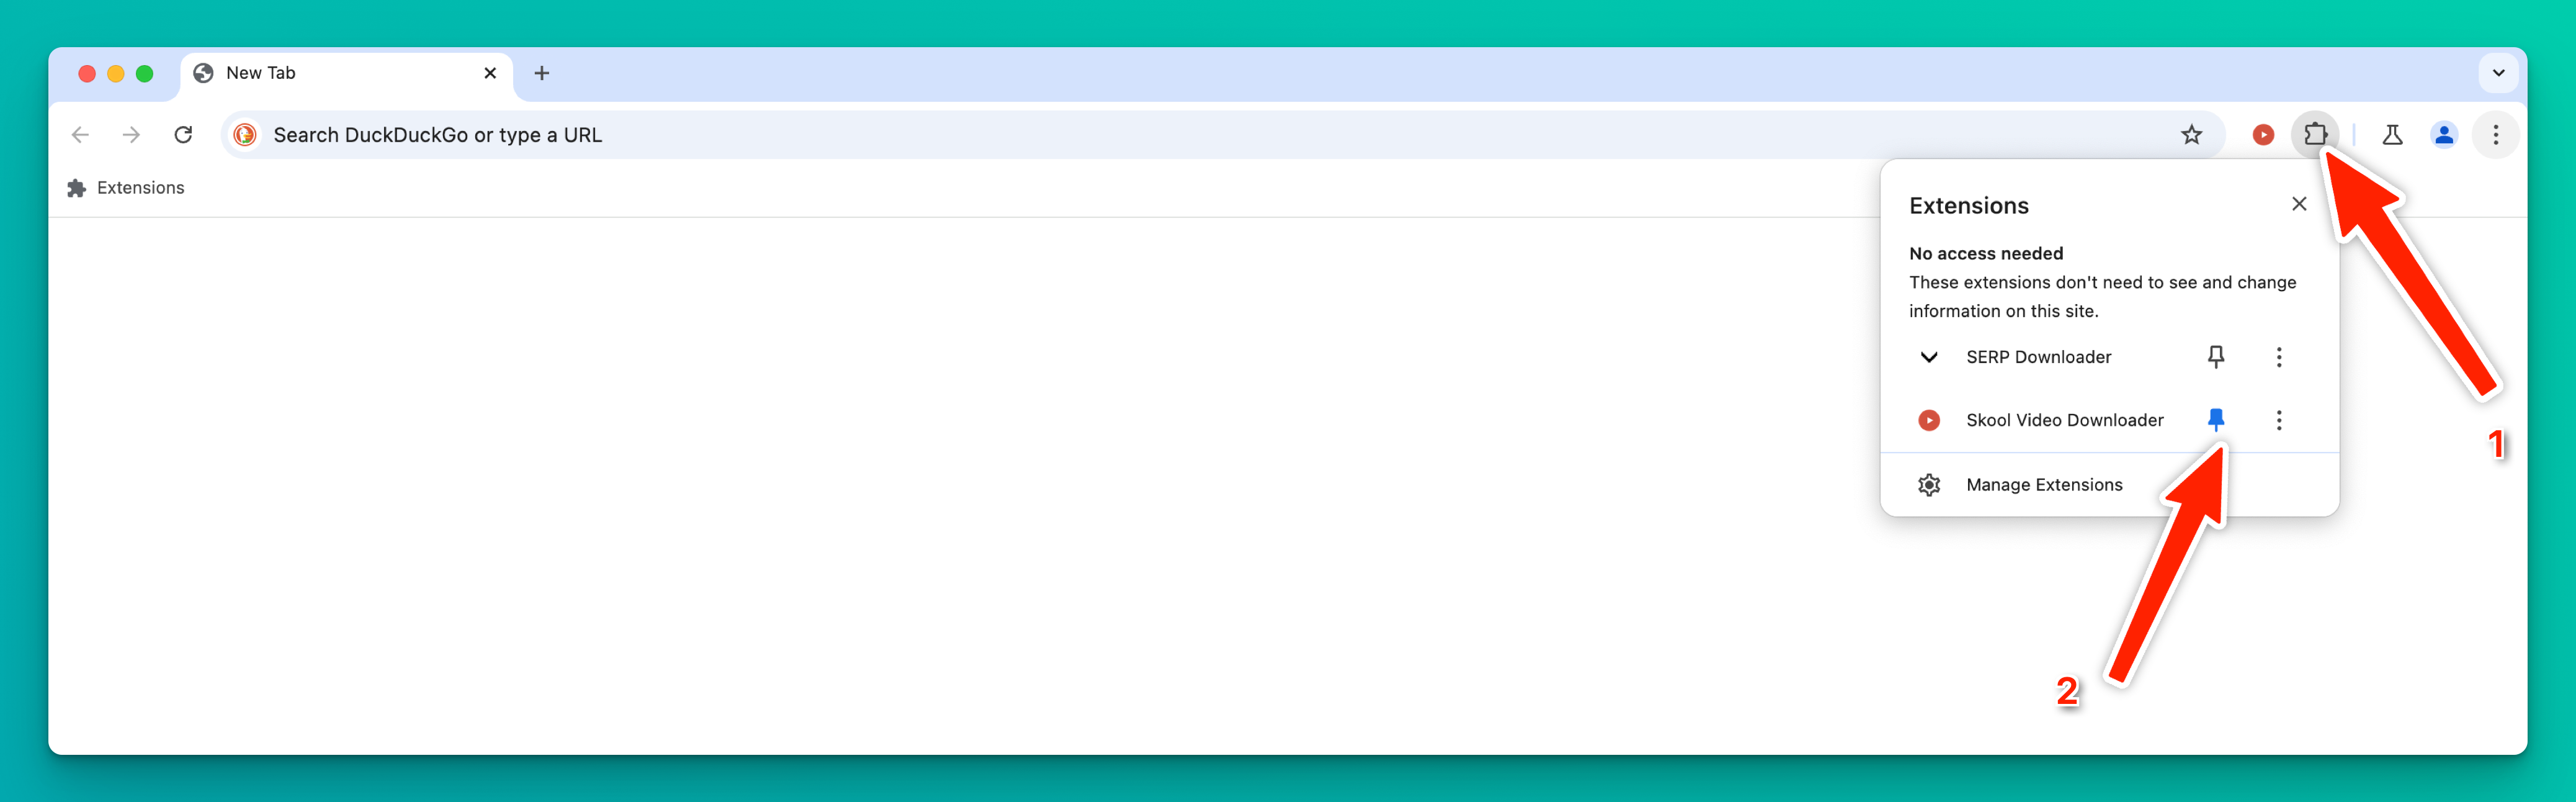 New Tab
Search DuckDuckGo or type a URL
Extensions
Extensions
No access needed
These extensions don't need to see and change
information on this site.
SERP Downloader
Skool Video Downloader
Manage Extensions
1
2